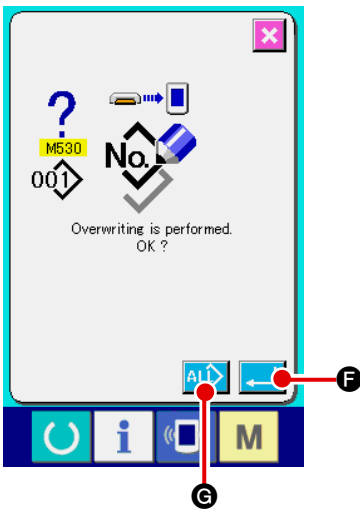 ?
M530
No.
001
Overwriting is performed.
OK ?
ALL
F
i
M
G